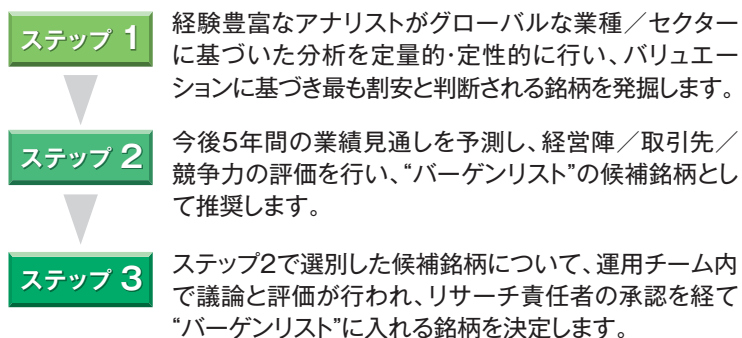 ステップ 1
経験豊富なアナリストがグローバルな業種／セクター
に基づいた分析を定量的・定性的に行い、バリュエー
ションに基づき最も割安と判断される銘柄を発掘します。
ステップ 2
今後5年間の業績見通しを予測し、経営陣／取引先／
競争力の評価を行い、“バーゲンリスト”の候補銘柄とし
て推奨します。
ステップ 3
ステップ2で選別した候補銘柄について、運用チーム内
で議論と評価が行われ、リサーチ責任者の承認を経て
“バーゲンリスト”に入れる銘柄を決定します。